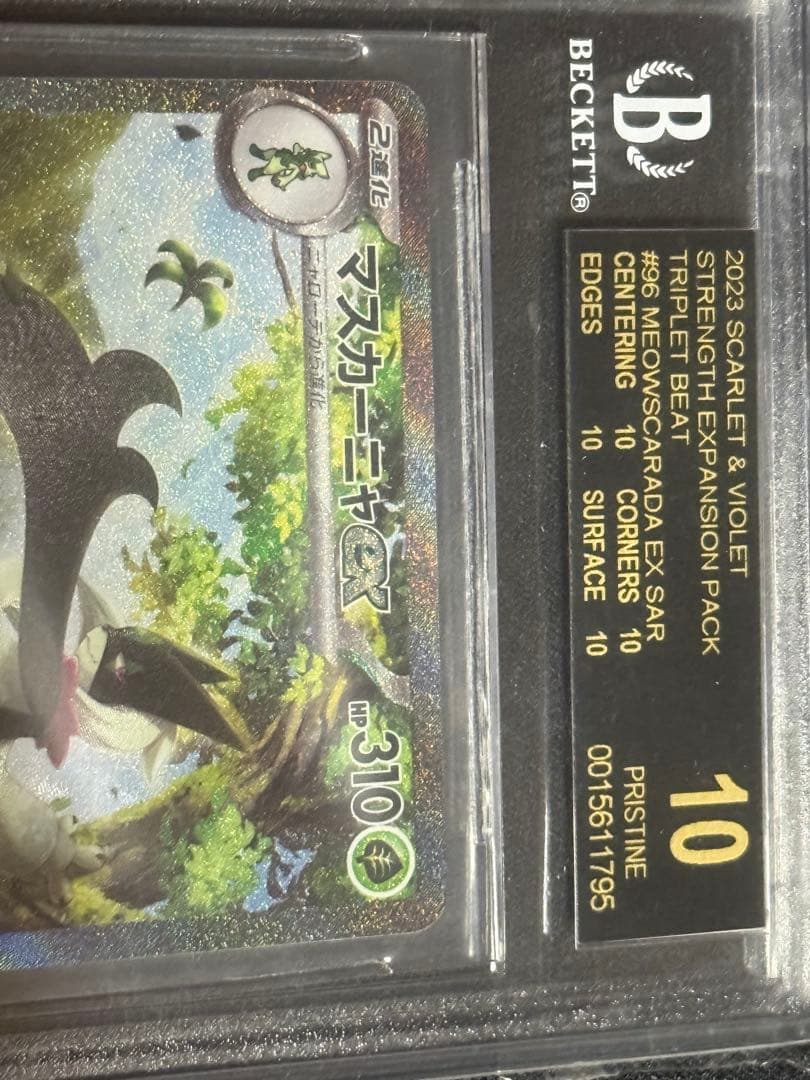 BECKETT®
B
2023 SCARLET & VIOLET
STRENGTH EXPANSION PACK
TRIPLET BEAT
#96 MEOWSCARADA EX SAR
CENTERING 10 CORNERS 10
EDGES 10 SURFACE 10
10
PRISTINE
0015611795
2進化
マスカーニャex
HP 310
ニャローテから進化